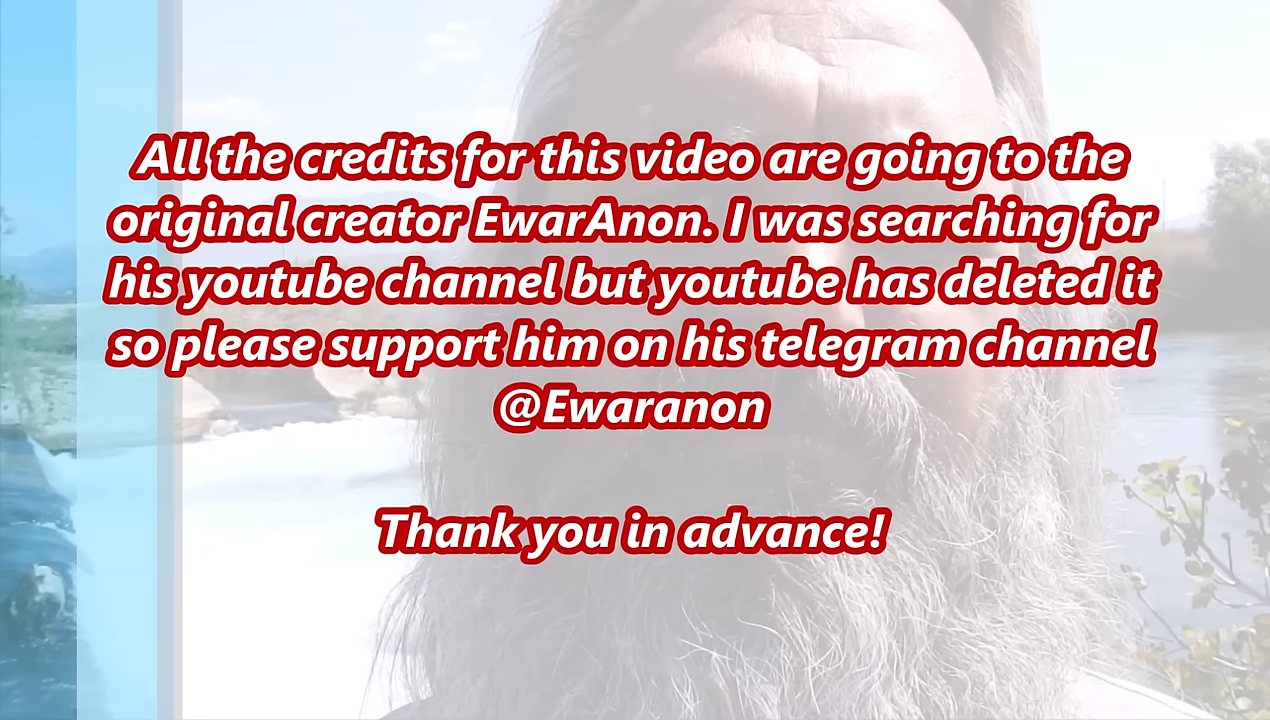 All the credits for this video are going to the
original creator EwarAnon. I was searching for
his youtube channel but youtube has deleted it
so please support him on his telegram channel
@Ewaranon
Thank you in advance!